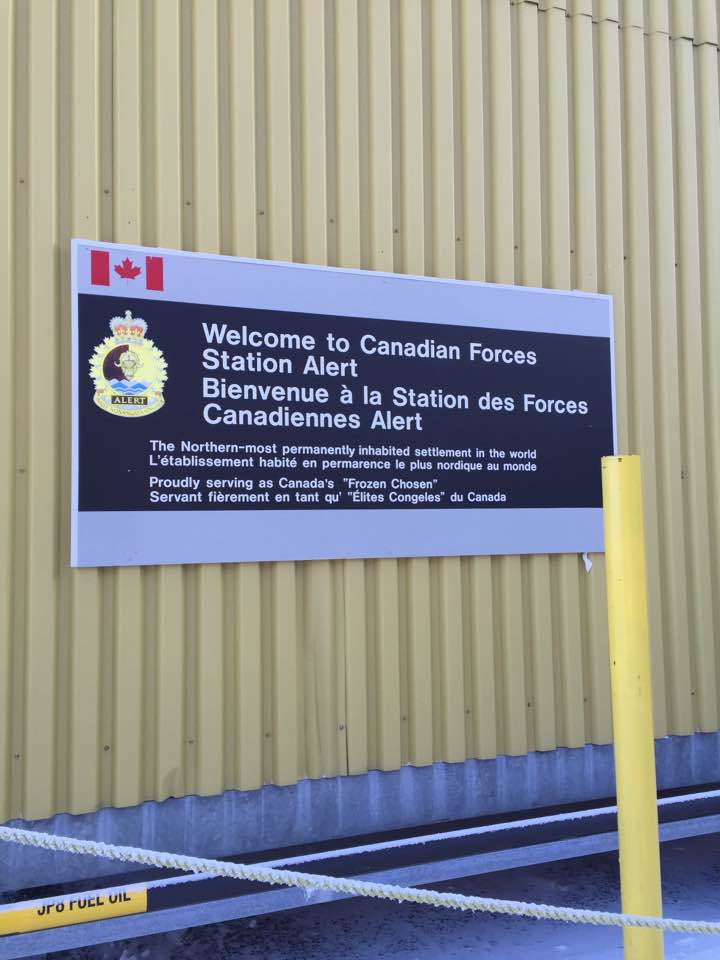 Welcome to Canadian Forces
Station Alert
Bienvenue à la Station des Forces
Canadiennes Alert
ALERT
The Northern-most permanently inhabited settlement in the world
L'établissement habité en permarence le plus nordique au monde
Proudly serving as Canada's "Frozen Chosen"
Servant fièrement en tant qu' "Élites Congeles" du Canada
JP8 FUEL OIL